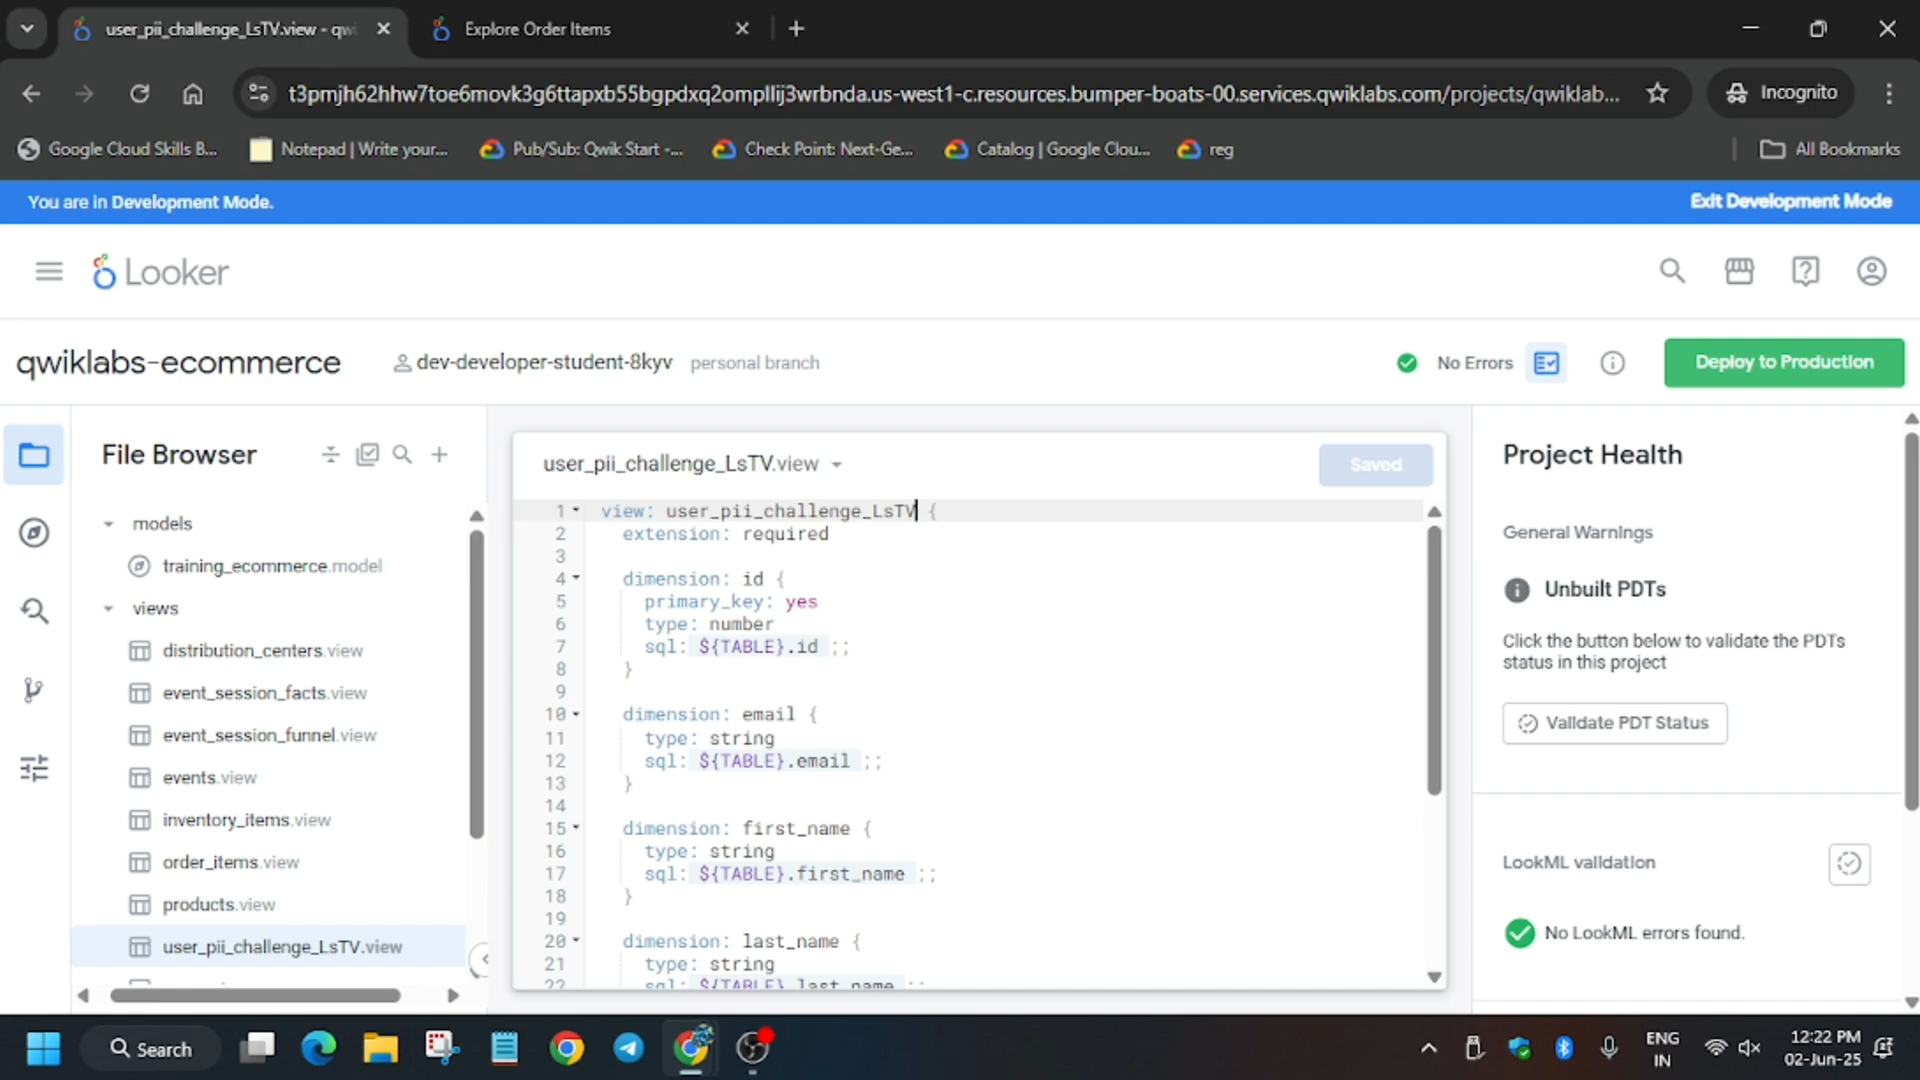 user_pii_challenge_LsTV.view - qwi
Explore Order Items
t3pmjh62hhw7toe6movk3g6ttapxb55bgpdxq2ompllij3wrbnda.us-west1-c.resources.bumper-boats-00.services.qwiklabs.com/projects/qwiklab...
Incognito
Google Cloud Skills B...
Notepad | Write your...
Pub/Sub: Qwik Start -...
Check Point: Next-Ge...
Catalog | Google Clou...
reg
All Bookmarks
You are in Development Mode.
Exit Development Mode
Looker
qwiklabs-ecommerce
dev-developer-student-8kyv personal branch
No Errors
Deploy to Production
File Browser
models
training_ecommerce.model
views
distribution_centers.view
event_session_facts.view
event_session_funnel.view
events.view
inventory_items.view
order_items.view
products.view
user_pii_challenge_LsTV.view
user_pii_challenge_LsTV.view
Saved
1 view: user_pii_challenge_LsTV {
2 extension: required
3
4 dimension: id {
5 primary_key: yes
6 type: number
7 sql: ${TABLE}.id ;;
8 }
9
10 dimension: email {
11 type: string
12 sql: ${TABLE}.email ;;
13 }
14
15 dimension: first_name {
16 type: string
17 sql: ${TABLE}.first_name ;;
18 }
19
20 dimension: last_name {
21 type: string
22 sql: ${TABLE}.last_name ;;
Project Health
General Warnings
Unbuilt PDTs
Click the button below to validate the PDTs
status in this project
Validate PDT Status
LookML validation
No LookML errors found.
Search
ENG
IN
12:22 PM
02-Jun-25